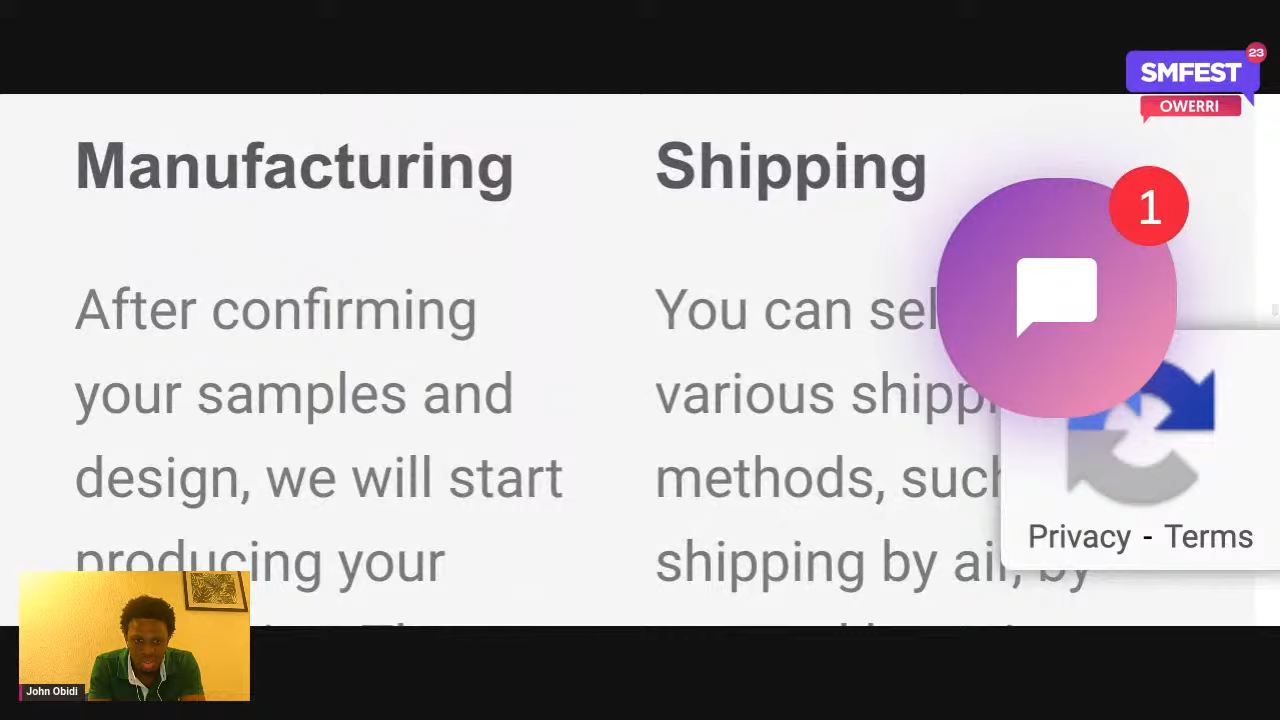 23
SMFEST
OWERRI
Manufacturing
After confirming
your samples and
design, we will start
producing your
Shipping
1
You can sel
various shipp
methods, such
shipping by air, by
Privacy - Terms
John Obidi